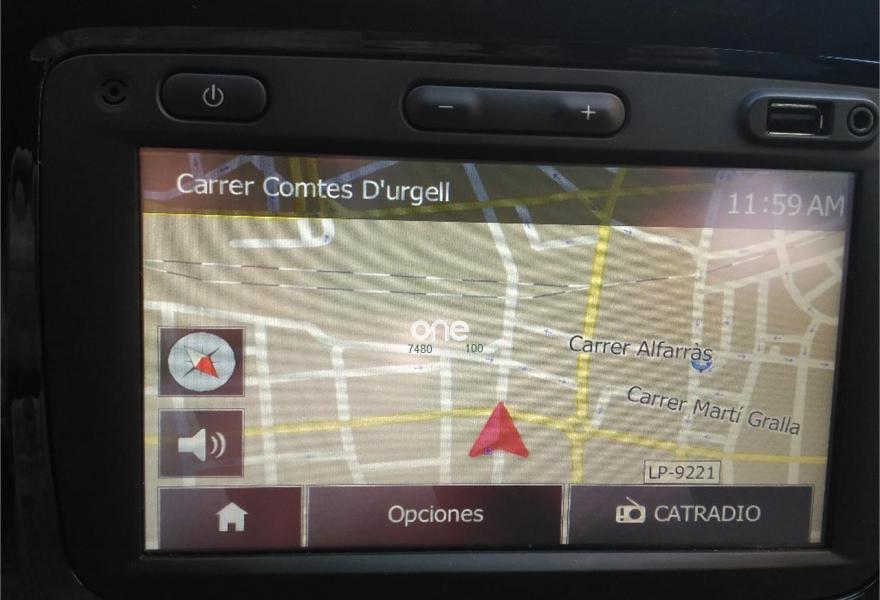 Carrer Comtes D'urgell
11:59 AM
one
7480 100
Carrer Alfarràs
Carrer Martí Gralla
LP-9221
Opciones
CATRADIO